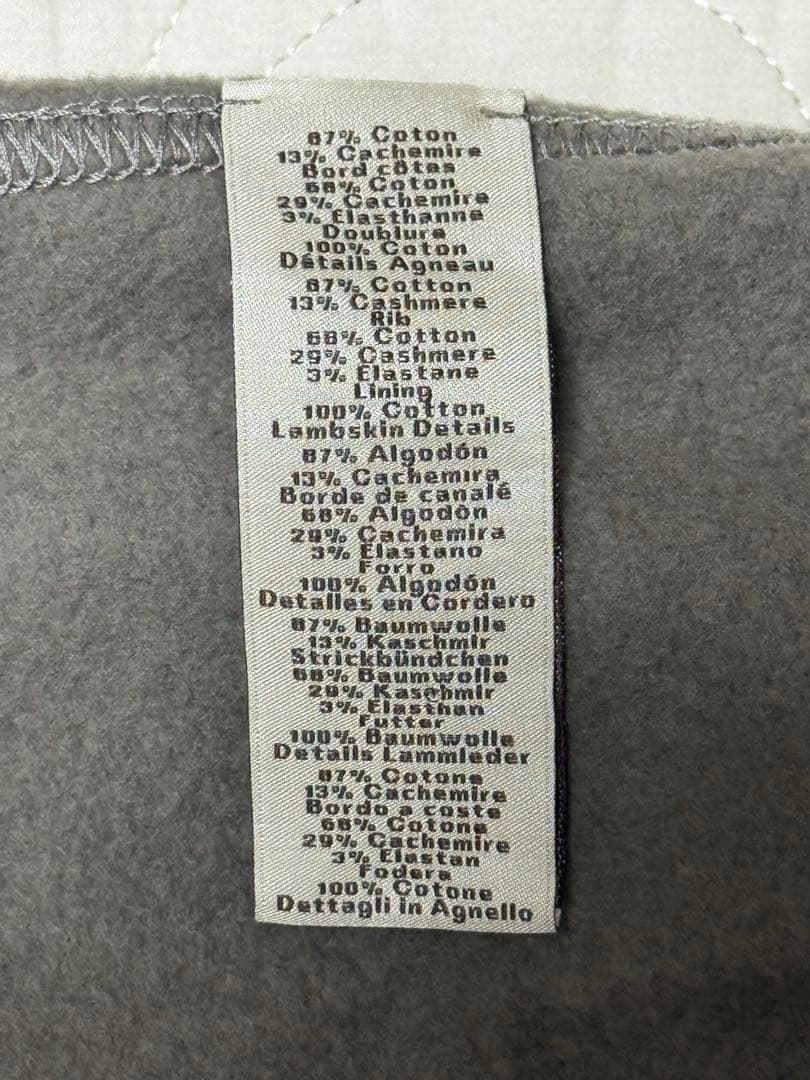 87% Coton
13% Cachemire
Bord côtes
68% Coton
29% Cachemire
3% Elasthanne
Doublure
100% Coton
Détails Agneau
87% Cotton
13% Cashmere
Rib
68% Cotton
29% Cashmere
3% Elastane
Lining
100% Cotton
Lambskin Details
87% Algodón
13% Cachemira
Borde de canalé
68% Algodón
29% Cachemira
3% Elastano
Forro
100% Algodón
Detalles en Cordero
87% Baumwolle
13% Kaschmir
Strickbündchen
68% Baumwolle
29% Kaschmir
3% Elasthan
Futter
100% Baumwolle
Details Lammleder
87% Cotone
13% Cachemire
Bordo a coste
68% Cotone
29% Cachemire
3% Elastan
Fodera
100% Cotone
Dettagli in Agnello